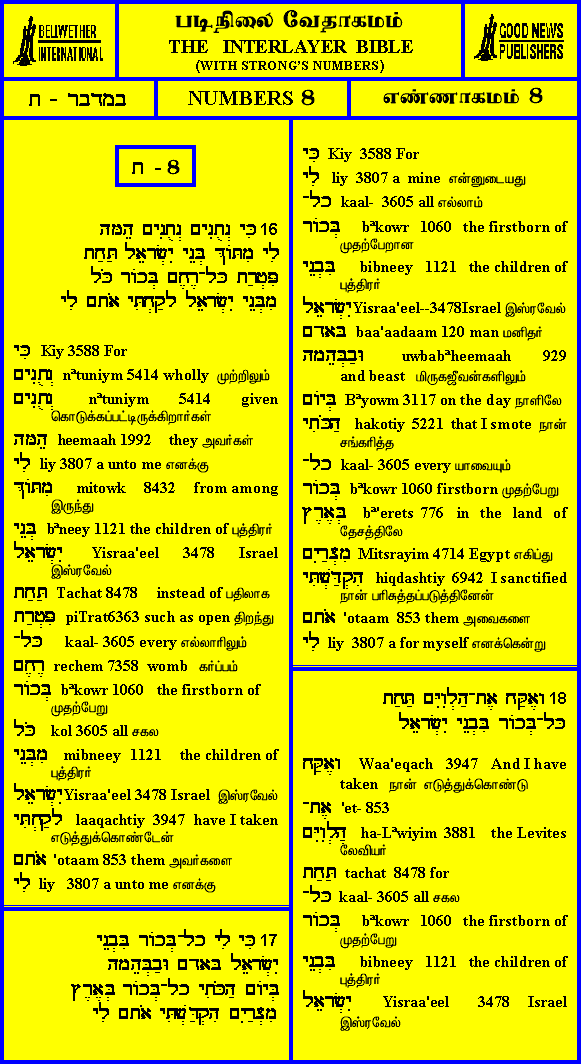 BELLWETHER
INTERNATIONAL
படிநிலை வேதாகமம்
THE INTERLAYER BIBLE
(WITH STRONG'S NUMBERS)
GOOD NEWS
PUBLISHERS
במדבר - ח
NUMBERS 8
எண்ணாகமம் 8
ח - 8
16 כִּי נְתֻנִים נְתֻנִים הֵמָּה
לִי מִתּוֹךְ בְּנֵי יִשְׂרָאֵל תַּחַת
פִּטְרַת כָּל־רֶחֶם בְּכוֹר כֹּל
מִבְּנֵי יִשְׂרָאֵל לָקַחְתִּי אֹתָם לִי
כִּי Kiy 3588 For
נְתֻנִים nªtuniym 5414 wholly முற்றிலும்
נְתֻנִים nªtuniym 5414 given
கொடுக்கப்பட்டிருக்கிறார்கள்
הֵמָּה heemaah 1992 they அவர்கள்
לִי liy 3807 a unto me எனக்கு
מִתּוֹךְ mitowk 8432 from among
இருந்து
בְּנֵי bªneey 1121 the children of புத்திரர்
יִשְׂרָאֵל Yisraa'eel 3478 Israel
இஸ்ரவேல்
תַּחַת Tachat 8478 instead of பதிலாக
פִּטְרַת piTrat6363 such as open திறந்து
כָּל־ kaal- 3605 every எல்லாரிலும்
רֶחֶם rechem 7358 womb கர்ப்பம்
בְּכוֹר bªkowr 1060 the firstborn of
முதற்பேறு
כֹּל kol 3605 all சகல
מִבְּנֵי mibneey 1121 the children of
புத்திரர்
יִשְׂרָאֵל Yisraa'eel 3478 Israel இஸ்ரவேல்
לָקַחְתִּי laaqachtiy 3947 have I taken
எடுத்துக்கொண்டேன்
אֹתָם 'otaam 853 them அவர்களை
לִי liy 3807 a unto me எனக்கு
17 כִּי לִי כָל־בְּכוֹר בִּבְנֵי
יִשְׂרָאֵל בָּאָדָם וּבַבְּהֵמָה
בְּיוֹם הַכֹּתִי כָל־בְּכוֹר בְּאֶרֶץ
מִצְרַיִם הִקְדַּשְׁתִּי אֹתָם לִי
כִּי Kiy 3588 For
לִי liy 3807 a mine என்னுடையது
כָל־ kaal- 3605 all எல்லாம்
בְּכוֹר bªkowr 1060 the firstborn of
முதற்பேறான
בִּבְנֵי bibneey 1121 the children of
புத்திரர்
יִשְׂרָאֵל Yisraa'eel--3478Israel இஸ்ரவேல்
בָּאָדָם baa'aadaam 120 man மனிதர்
וּבַבְּהֵמָה uwbabªheemaah 929
and beast மிருகஜீவன்களிலும்
בְּיוֹם Bªyowm 3117 on the day நாளிலே
הַכֹּתִי hakotiy 5221 that I smote நான்
சங்கரித்த
כָל־ kaal- 3605 every யாவையும்
בְּכוֹר bªkowr 1060 firstborn முதற்பேறு
בְּאֶרֶץ bª'erets 776 in the land of
தேசத்திலே
מִצְרַיִם Mitsrayim 4714 Egypt எகிப்து
הִקְדַּשְׁתִּי hiqdashtiy 6942 I sanctified
நான் பரிசுத்தப்படுத்தினேன்
אֹתָם 'otaam 853 them அவைகளை
לִי liy 3807 a for myself எனக்கென்று
18 וָאֶקַּח אֶת־הַלְוִיִּם תַּחַת
כָּל־בְּכוֹר בִּבְנֵי יִשְׂרָאֵל
וָאֶקַּח Waa'eqach 3947 And I have
taken நான் எடுத்துக்கொண்டு
אֶת־ 'et- 853
הַלְוִיִּם ha-Lªwiyim 3881 the Levites
லேவியர்
תַּחַת tachat 8478 for
כָּל־ kaal- 3605 all சகல
בְּכוֹר bªkowr 1060 the firstborn of
முதற்பேறு
בִּבְנֵי bibneey 1121 the children of
புத்திரர்
יִשְׂרָאֵל Yisraa'eel 3478 Israel
இஸ்ரவேல்